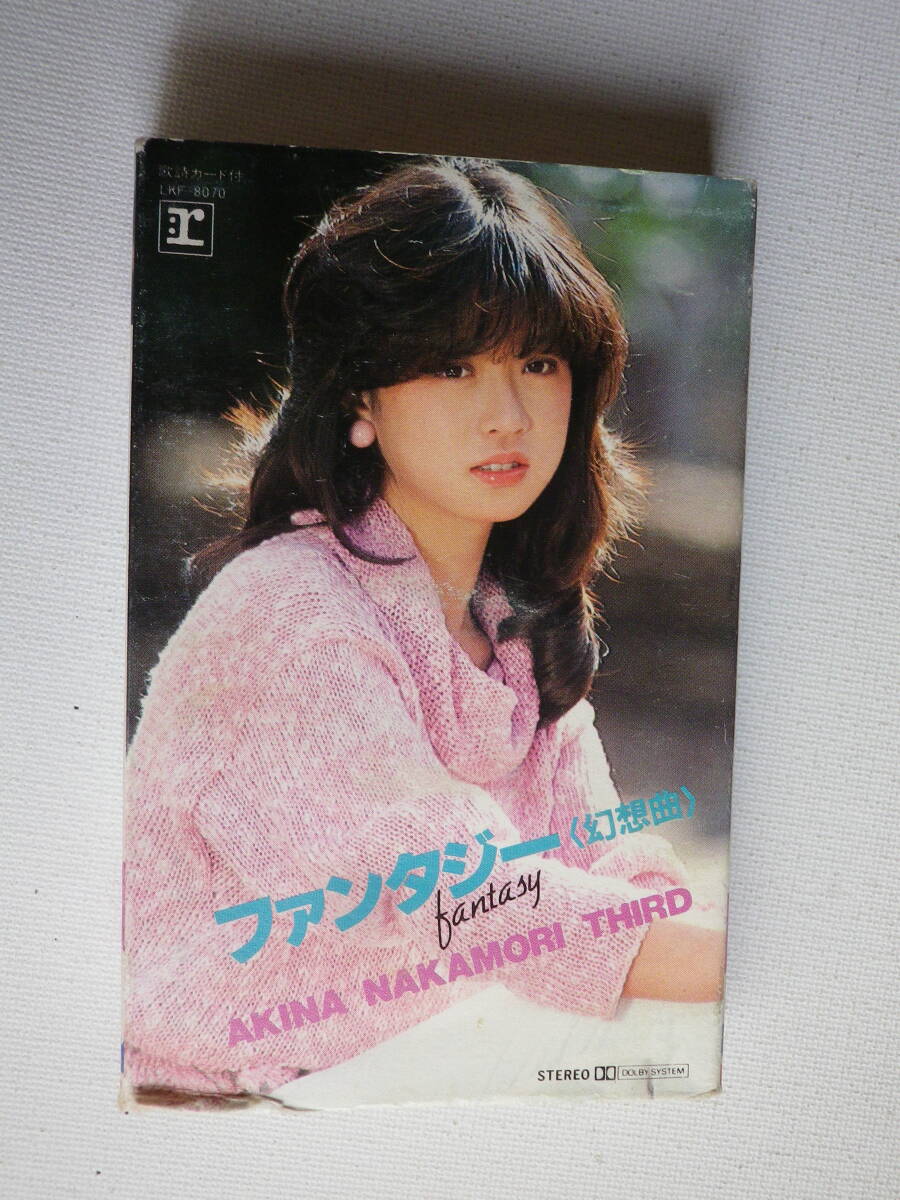 歌詩カード付
LKF-8070
r
ファンタジー〈幻想曲〉
fantasy
AKINA NAKAMORI THIRD
STEREO DOLBY SYSTEM